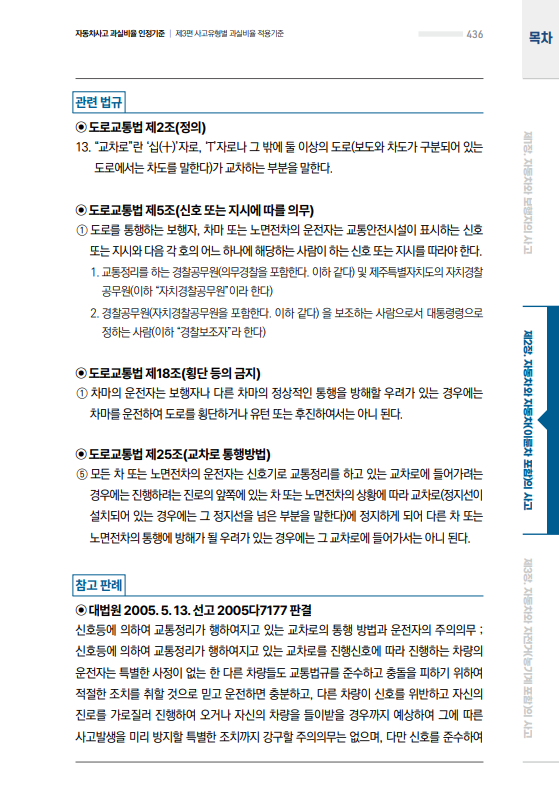 자동차사고 과실비율 인정기준 | 제3편 사고유형별 과실비율 적용기준
436
목차
관련 법규
◉ 도로교통법 제2조(정의)
13. “교차로”란 ‘십(十)’자로, ‘T’자로나 그 밖에 둘 이상의 도로(보도와 차도가 구분되어 있는
도로에서는 차도를 말한다)가 교차하는 부분을 말한다.
◉ 도로교통법 제5조(신호 또는 지시에 따를 의무)
① 도로를 통행하는 보행자, 차마 또는 노면전차의 운전자는 교통안전시설이 표시하는 신호
또는 지시와 다음 각 호의 어느 하나에 해당하는 사람이 하는 신호 또는 지시를 따라야 한다.
1. 교통정리를 하는 경찰공무원(의무경찰을 포함한다. 이하 같다) 및 제주특별자치도의 자치경찰
공무원(이하 “자치경찰공무원”이라 한다)
2. 경찰공무원(자치경찰공무원을 포함한다. 이하 같다) 을 보조하는 사람으로서 대통령령으로
정하는 사람(이하 “경찰보조자”라 한다)
◉ 도로교통법 제18조(횡단 등의 금지)
① 차마의 운전자는 보행자나 다른 차마의 정상적인 통행을 방해할 우려가 있는 경우에는
차마를 운전하여 도로를 횡단하거나 유턴 또는 후진하여서는 아니 된다.
◉ 도로교통법 제25조(교차로 통행방법)
⑤ 모든 차 또는 노면전차의 운전자는 신호기로 교통정리를 하고 있는 교차로에 들어가려는
경우에는 진행하려는 진로의 앞쪽에 있는 차 또는 노면전차의 상황에 따라 교차로(정지선이
설치되어 있는 경우에는 그 정지선을 넘은 부분을 말한다)에 정지하게 되어 다른 차 또는
노면전차의 통행에 방해가 될 우려가 있는 경우에는 그 교차로에 들어가서는 아니 된다.
참고 판례
◉ 대법원 2005. 5. 13. 선고 2005다7177 판결
신호등에 의하여 교통정리가 행하여지고 있는 교차로의 통행 방법과 운전자의 주의의무 ;
신호등에 의하여 교통정리가 행하여지고 있는 교차로를 진행신호에 따라 진행하는 차량의
운전자는 특별한 사정이 없는 한 다른 차량들도 교통법규를 준수하고 충돌을 피하기 위하여
적절한 조치를 취할 것으로 믿고 운전하면 충분하고, 다른 차량이 신호를 위반하고 자신의
진로를 가로질러 진행하여 오거나 자신의 차량을 들이받을 경우까지 예상하여 그에 따른
사고발생을 미리 방지할 특별한 조치까지 강구할 주의의무는 없으며, 다만 신호를 준수하여
제1장. 자동차와 보행자의 사고
제2장. 자동차와 자동차(이륜차 포함)의 사고
제3장. 자동차와 자전거(농기계 포함)의 사고